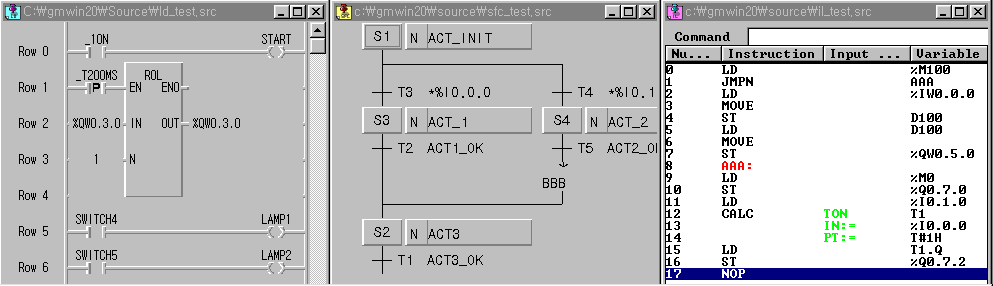 C:₩gmwin20₩Source₩ld_test,src
Row 0 _1ON START
Row 1 _T200MS P EN ROL ENO
Row 2 %QW0.3.0 IN OUT %QW0.3.0
Row 3 1 N
Row 4
Row 5 SWITCH4 LAMP1
Row 6 SWITCH5 LAMP2
c:₩gmwin20₩source₩sfc_test,src
S1 N ACT_INIT
T3 *%I0.0.0 T4 *%I0.1
S3 N ACT_1 S4 N ACT_2
T2 ACT1_OK T5 ACT2_O
BBB
S2 N ACT3
T1 ACT3_OK
c:₩gmwin20₩source₩il_test,src
Command
Nu... Instruction Input ... Variable
0 LD %M100
1 JMPN AAA
2 LD %IW0.0.0
3 MOVE
4 ST D100
5 LD D100
6 MOVE
7 ST %QW0.5.0
8 AAA:
9 LD %M0
10 ST %Q0.7.0
11 LD %I0.1.0
12 CALC TON T1
13 IN:= %I0.0.0
14 PT:= T#1H
15 LD T1.Q
16 ST %Q0.7.2
17 NOP